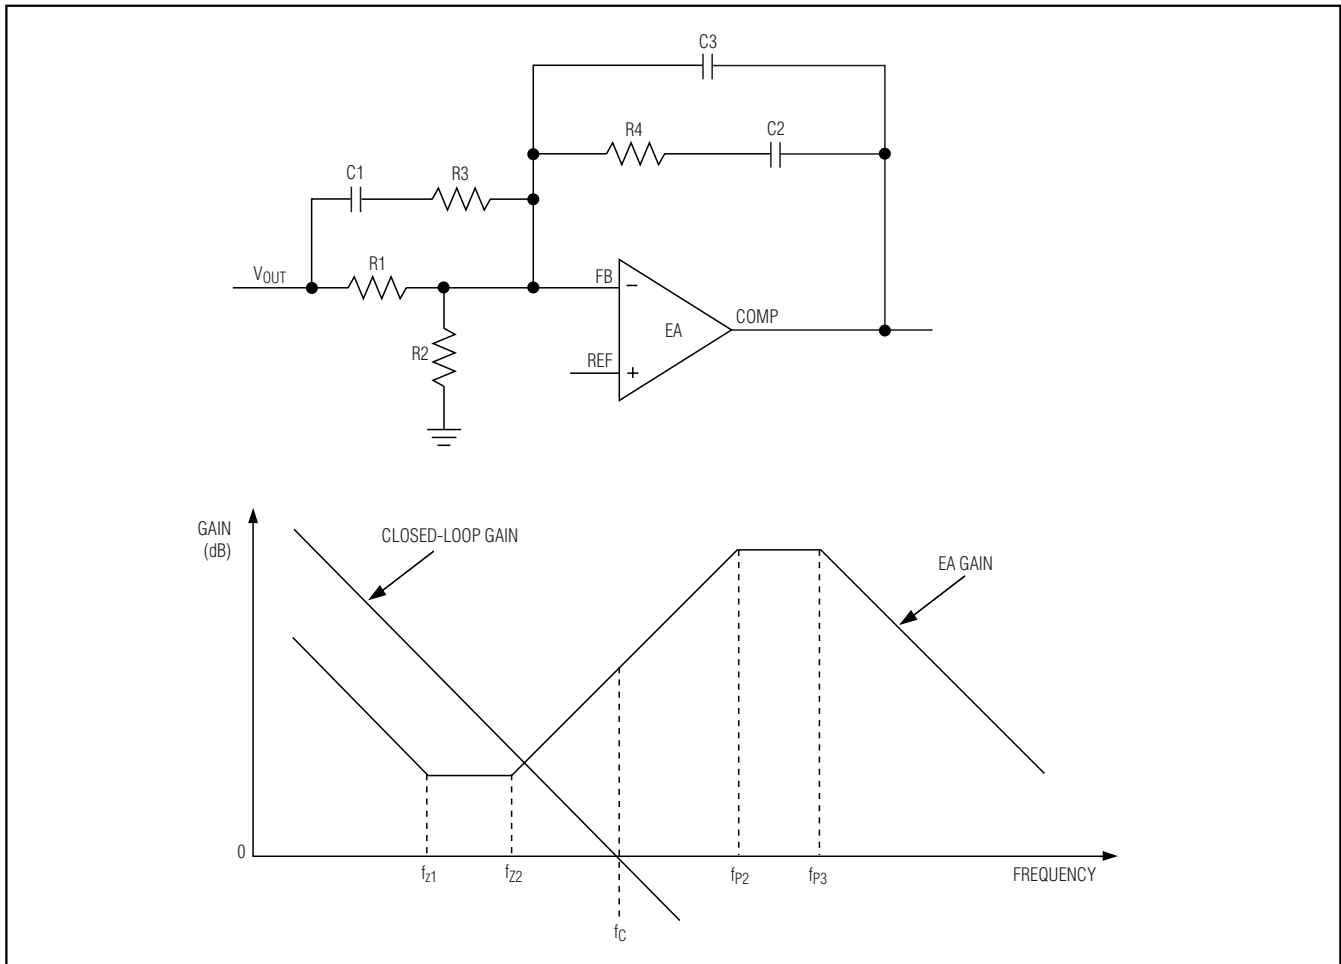 C3
R4
C2
C1
R3
VOUT
R1
FB
−
EA
COMP
R2
REF
+
GAIN
(dB)
CLOSED-LOOP GAIN
EA GAIN
0
fz1
fZ2
fC
fP2
fP3
FREQUENCY